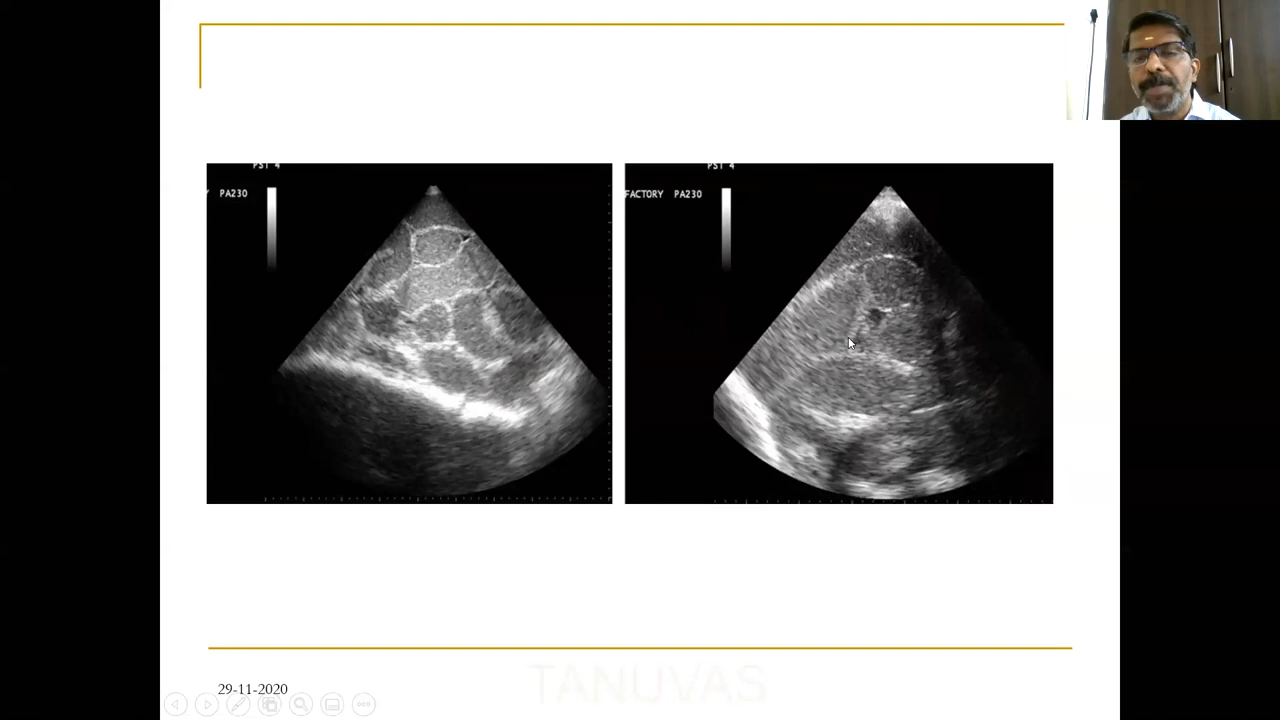 PST 4
PA230
PST 4
FACTORY PA230
29-11-2020
TANUVAS